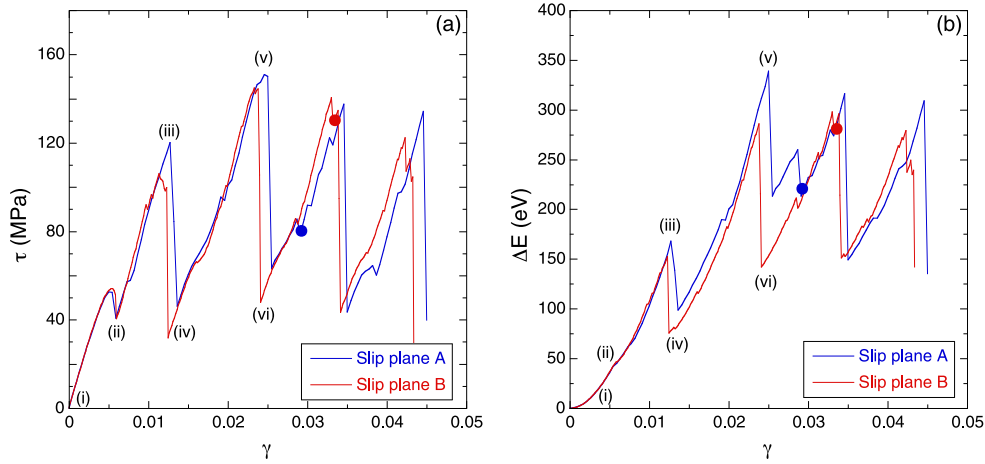 (a)
160
120
80
40
0
τ (MPa)
0
0.01
0.02
0.03
0.04
0.05
γ
(i)
(ii)
(iii)
(iv)
(v)
(vi)
Slip plane A
Slip plane B
(b)
400
350
300
250
200
150
100
50
0
ΔE (eV)
0
0.01
0.02
0.03
0.04
0.05
γ
(i)
(ii)
(iii)
(iv)
(v)
(vi)
Slip plane A
Slip plane B